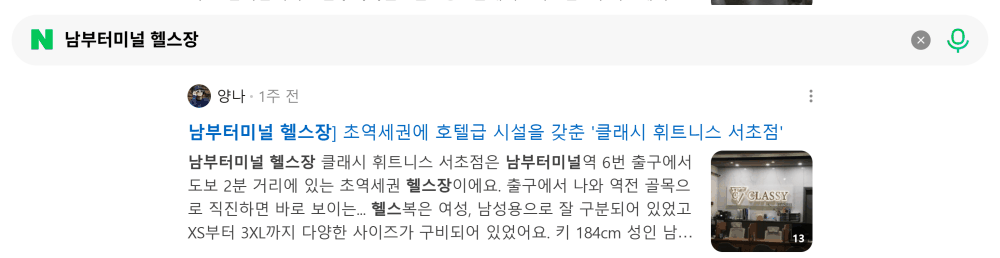 남부터미널 헬스장
양나 · 1주 전
남부터미널 헬스장] 초역세권에 호텔급 시설을 갖춘 '클래시 휘트니스 서초점'
남부터미널 헬스장 클래시 휘트니스 서초점은 남부터미널역 6번 출구에서
도보 2분 거리에 있는 초역세권 헬스장이에요. 출구에서 나와 역전 골목으
로 직진하면 바로 보이는... 헬스복은 여성, 남성용으로 잘 구분되어 있었고
XS부터 3XL까지 다양한 사이즈가 구비되어 있었어요. 키 184cm 성인 남...
CLASSY
13